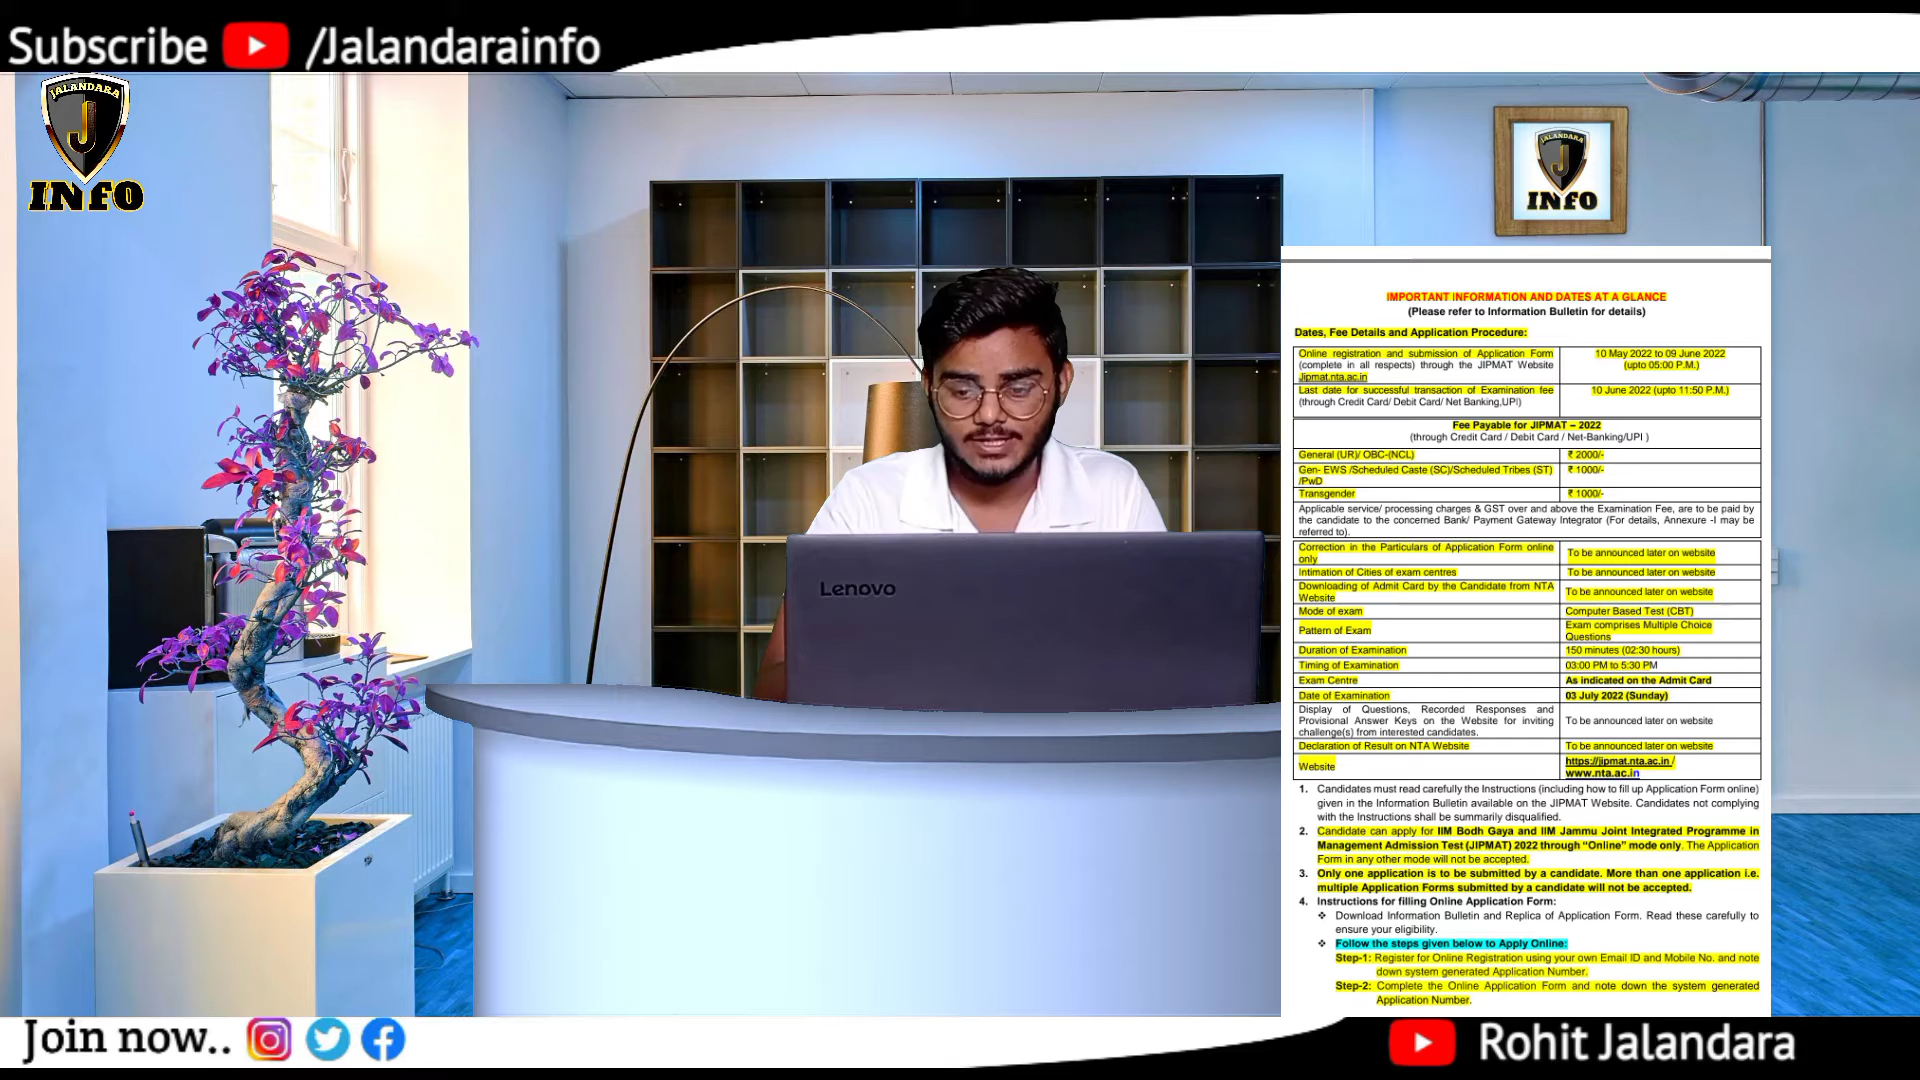 Subscribe /Jalandarainfo
JALANDARA
J
INFO
JALANDARA
J
INFO
IMPORTANT INFORMATION AND DATES AT A GLANCE
(Please refer to Information Bulletin for details)
Dates, Fee Details and Application Procedure:
Online registration and submission of Application Form
(complete in all respects) through the JIPMAT Website
Jipmat.nta.ac.in
10 May 2022 to 09 June 2022
(upto 05:00 P.M.)
Last date for successful transaction of Examination fee
(through Credit Card/ Debit Card/ Net Banking,UPI)
10 June 2022 (upto 11:50 P.M.)
Fee Payable for JIPMAT – 2022
(through Credit Card / Debit Card / Net-Banking/UPI )
General (UR)/ OBC-(NCL)
₹ 2000/-
Gen- EWS /Scheduled Caste (SC)/Scheduled Tribes (ST)
/PwD
₹ 1000/-
Transgender
₹ 1000/-
Applicable service/ processing charges & GST over and above the Examination Fee, are to be paid by
the candidate to the concerned Bank/ Payment Gateway Integrator (For details, Annexure -I may be
referred to).
Correction in the Particulars of Application Form online
only
To be announced later on website
Intimation of Cities of exam centres
To be announced later on website
Downloading of Admit Card by the Candidate from NTA
Website
To be announced later on website
Mode of exam
Computer Based Test (CBT)
Pattern of Exam
Exam comprises Multiple Choice
Questions
Duration of Examination
150 minutes (02:30 hours)
Timing of Examination
03:00 PM to 5:30 PM
Exam Centre
As indicated on the Admit Card
Date of Examination
03 July 2022 (Sunday)
Display of Questions, Recorded Responses and
Provisional Answer Keys on the Website for inviting
challenge(s) from interested candidates.
To be announced later on website
Declaration of Result on NTA Website
To be announced later on website
Website
https://jipmat.nta.ac.in /
www.nta.ac.in
1. Candidates must read carefully the Instructions (including how to fill up Application Form online)
given in the Information Bulletin available on the JIPMAT Website. Candidates not complying
with the Instructions shall be summarily disqualified.
2. Candidate can apply for IIM Bodh Gaya and IIM Jammu Joint Integrated Programme in
Management Admission Test (JIPMAT) 2022 through “Online” mode only. The Application
Form in any other mode will not be accepted.
3. Only one application is to be submitted by a candidate. More than one application i.e.
multiple Application Forms submitted by a candidate will not be accepted.
4. Instructions for filling Online Application Form:
❖ Download Information Bulletin and Replica of Application Form. Read these carefully to
ensure your eligibility.
❖ Follow the steps given below to Apply Online:
Step-1: Register for Online Registration using your own Email ID and Mobile No. and note
down system generated Application Number.
Step-2: Complete the Online Application Form and note down the system generated
Application Number.
Lenovo
Join now..
Rohit Jalandara